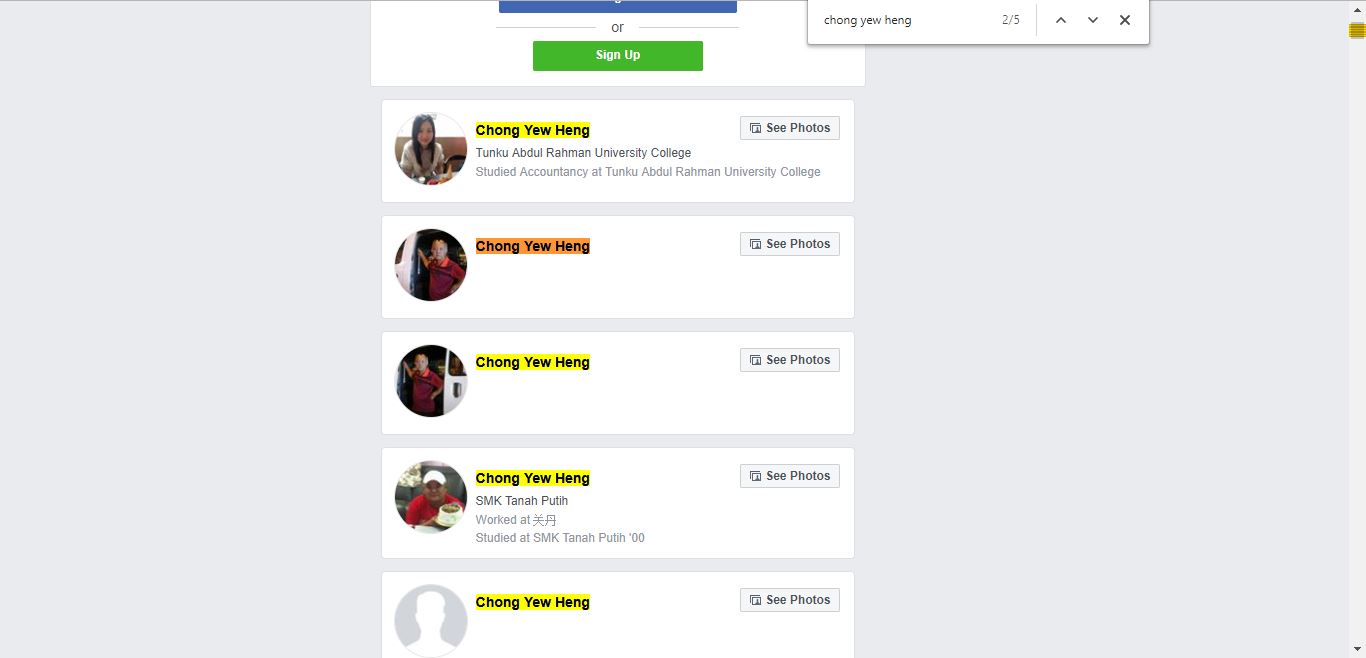 or
Sign Up
chong yew heng 2/5
Chong Yew Heng
See Photos
Tunku Abdul Rahman University College
Studied Accountancy at Tunku Abdul Rahman University College
Chong Yew Heng
See Photos
Chong Yew Heng
See Photos
Chong Yew Heng
See Photos
SMK Tanah Putih
Worked at 关丹
Studied at SMK Tanah Putih '00
Chong Yew Heng
See Photos